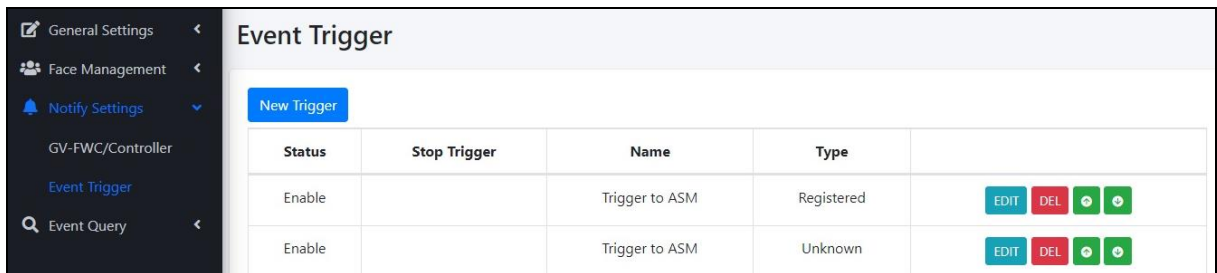 General Settings
Face Management
Notify Settings
GV-FWC/Controller
Event Trigger
Event Query
Event Trigger
New Trigger
Status Stop Trigger Name Type
Enable Trigger to ASM Registered EDIT DEL
Enable Trigger to ASM Unknown EDIT DEL